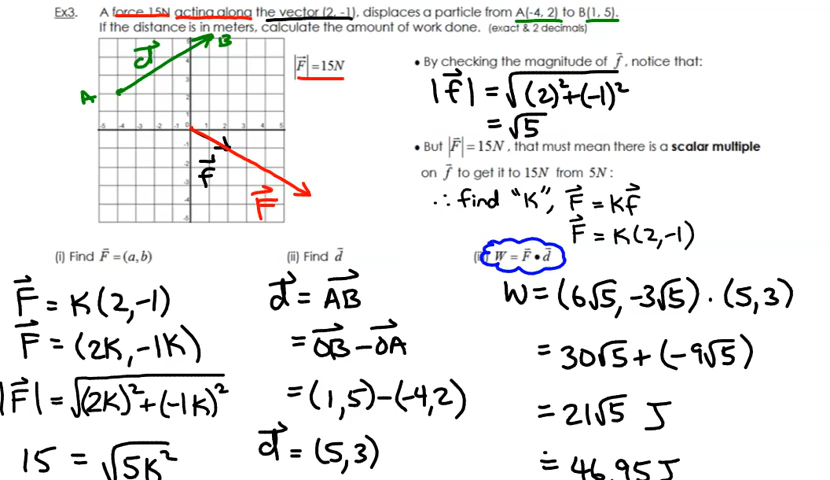 Ex3. A force 15N acting along the vector (2, -1), displaces a particle from A(-4, 2) to B(1, 5).
If the distance is in meters, calculate the amount of work done. (exact & 2 decimals)
d⃗ B
A
f⃗
F⃗
|F⃗| = 15N
• By checking the magnitude of f⃗, notice that:
|f⃗| = √((2)² + (-1)²)
= √5
• But |F⃗| = 15N, that must mean there is a scalar multiple
on f⃗ to get it to 15N from 5N:
∴ find "K", F⃗ = Kf⃗
F⃗ = K(2, -1)
(i) Find F⃗ = (a, b)
F⃗ = K(2, -1)
F⃗ = (2K, -1K)
|F⃗| = √((2K)² + (-1K)²)
15 = √(5K²)
(ii) Find d⃗
d⃗ = AB⃗
= OB⃗ - OA⃗
= (1, 5) - (-4, 2)
d⃗ = (5, 3)
W = F⃗ • d⃗
W = (6√5, -3√5) · (5, 3)
= 30√5 + (-9√5)
= 21√5 J
≐ 46.95J